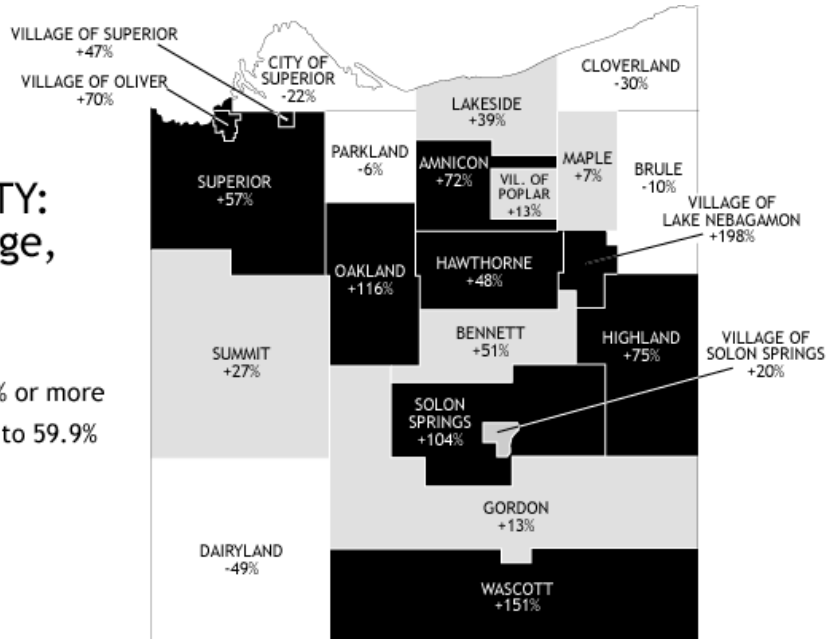 VILLAGE OF SUPERIOR
+47%
VILLAGE OF OLIVER
+70%
CITY OF
SUPERIOR
-22%
CLOVERLAND
-30%
LAKESIDE
+39%
PARKLAND
-6%
AMNICON
+72%
VIL. OF
POPLAR
+13%
MAPLE
+7%
BRULE
-10%
SUPERIOR
+57%
TY:
ge,
VILLAGE OF
LAKE NEBAGAMON
+198%
OAKLAND
+116%
HAWTHORNE
+48%
BENNETT
+51%
HIGHLAND
+75%
VILLAGE OF
SOLON SPRINGS
+20%
SUMMIT
+27%
% or more
to 59.9%
SOLON
SPRINGS
+104%
GORDON
+13%
DAIRYLAND
-49%
WASCOTT
+151%